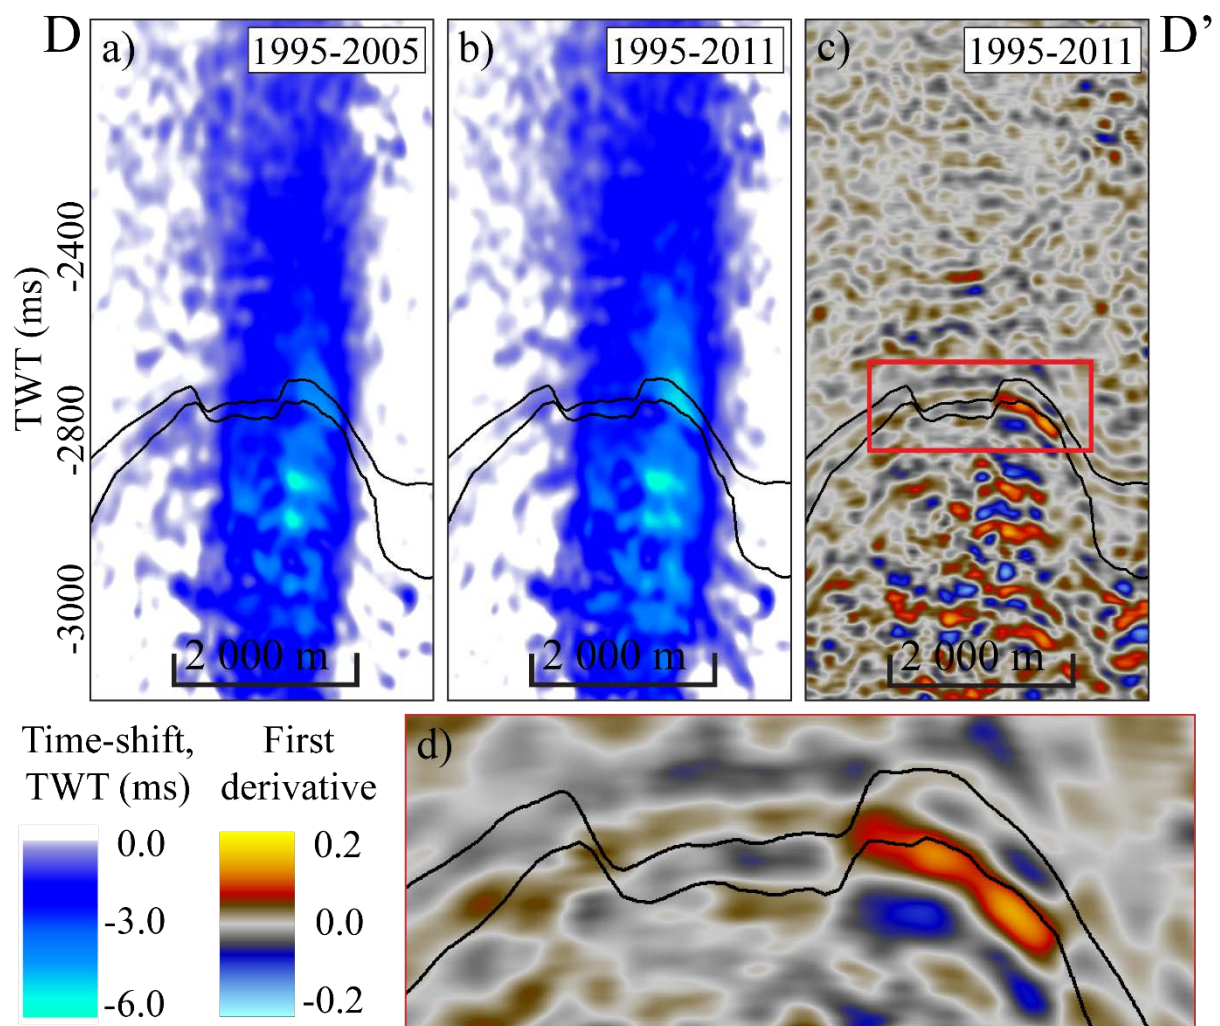 D
a)
1995-2005
b)
1995-2011
c)
1995-2011
D’
TWT (ms)
-2400
-2800
-3000
2 000 m
2 000 m
2 000 m
Time-shift,
TWT (ms)
0.0
-3.0
-6.0
First
derivative
0.2
0.0
-0.2
d)